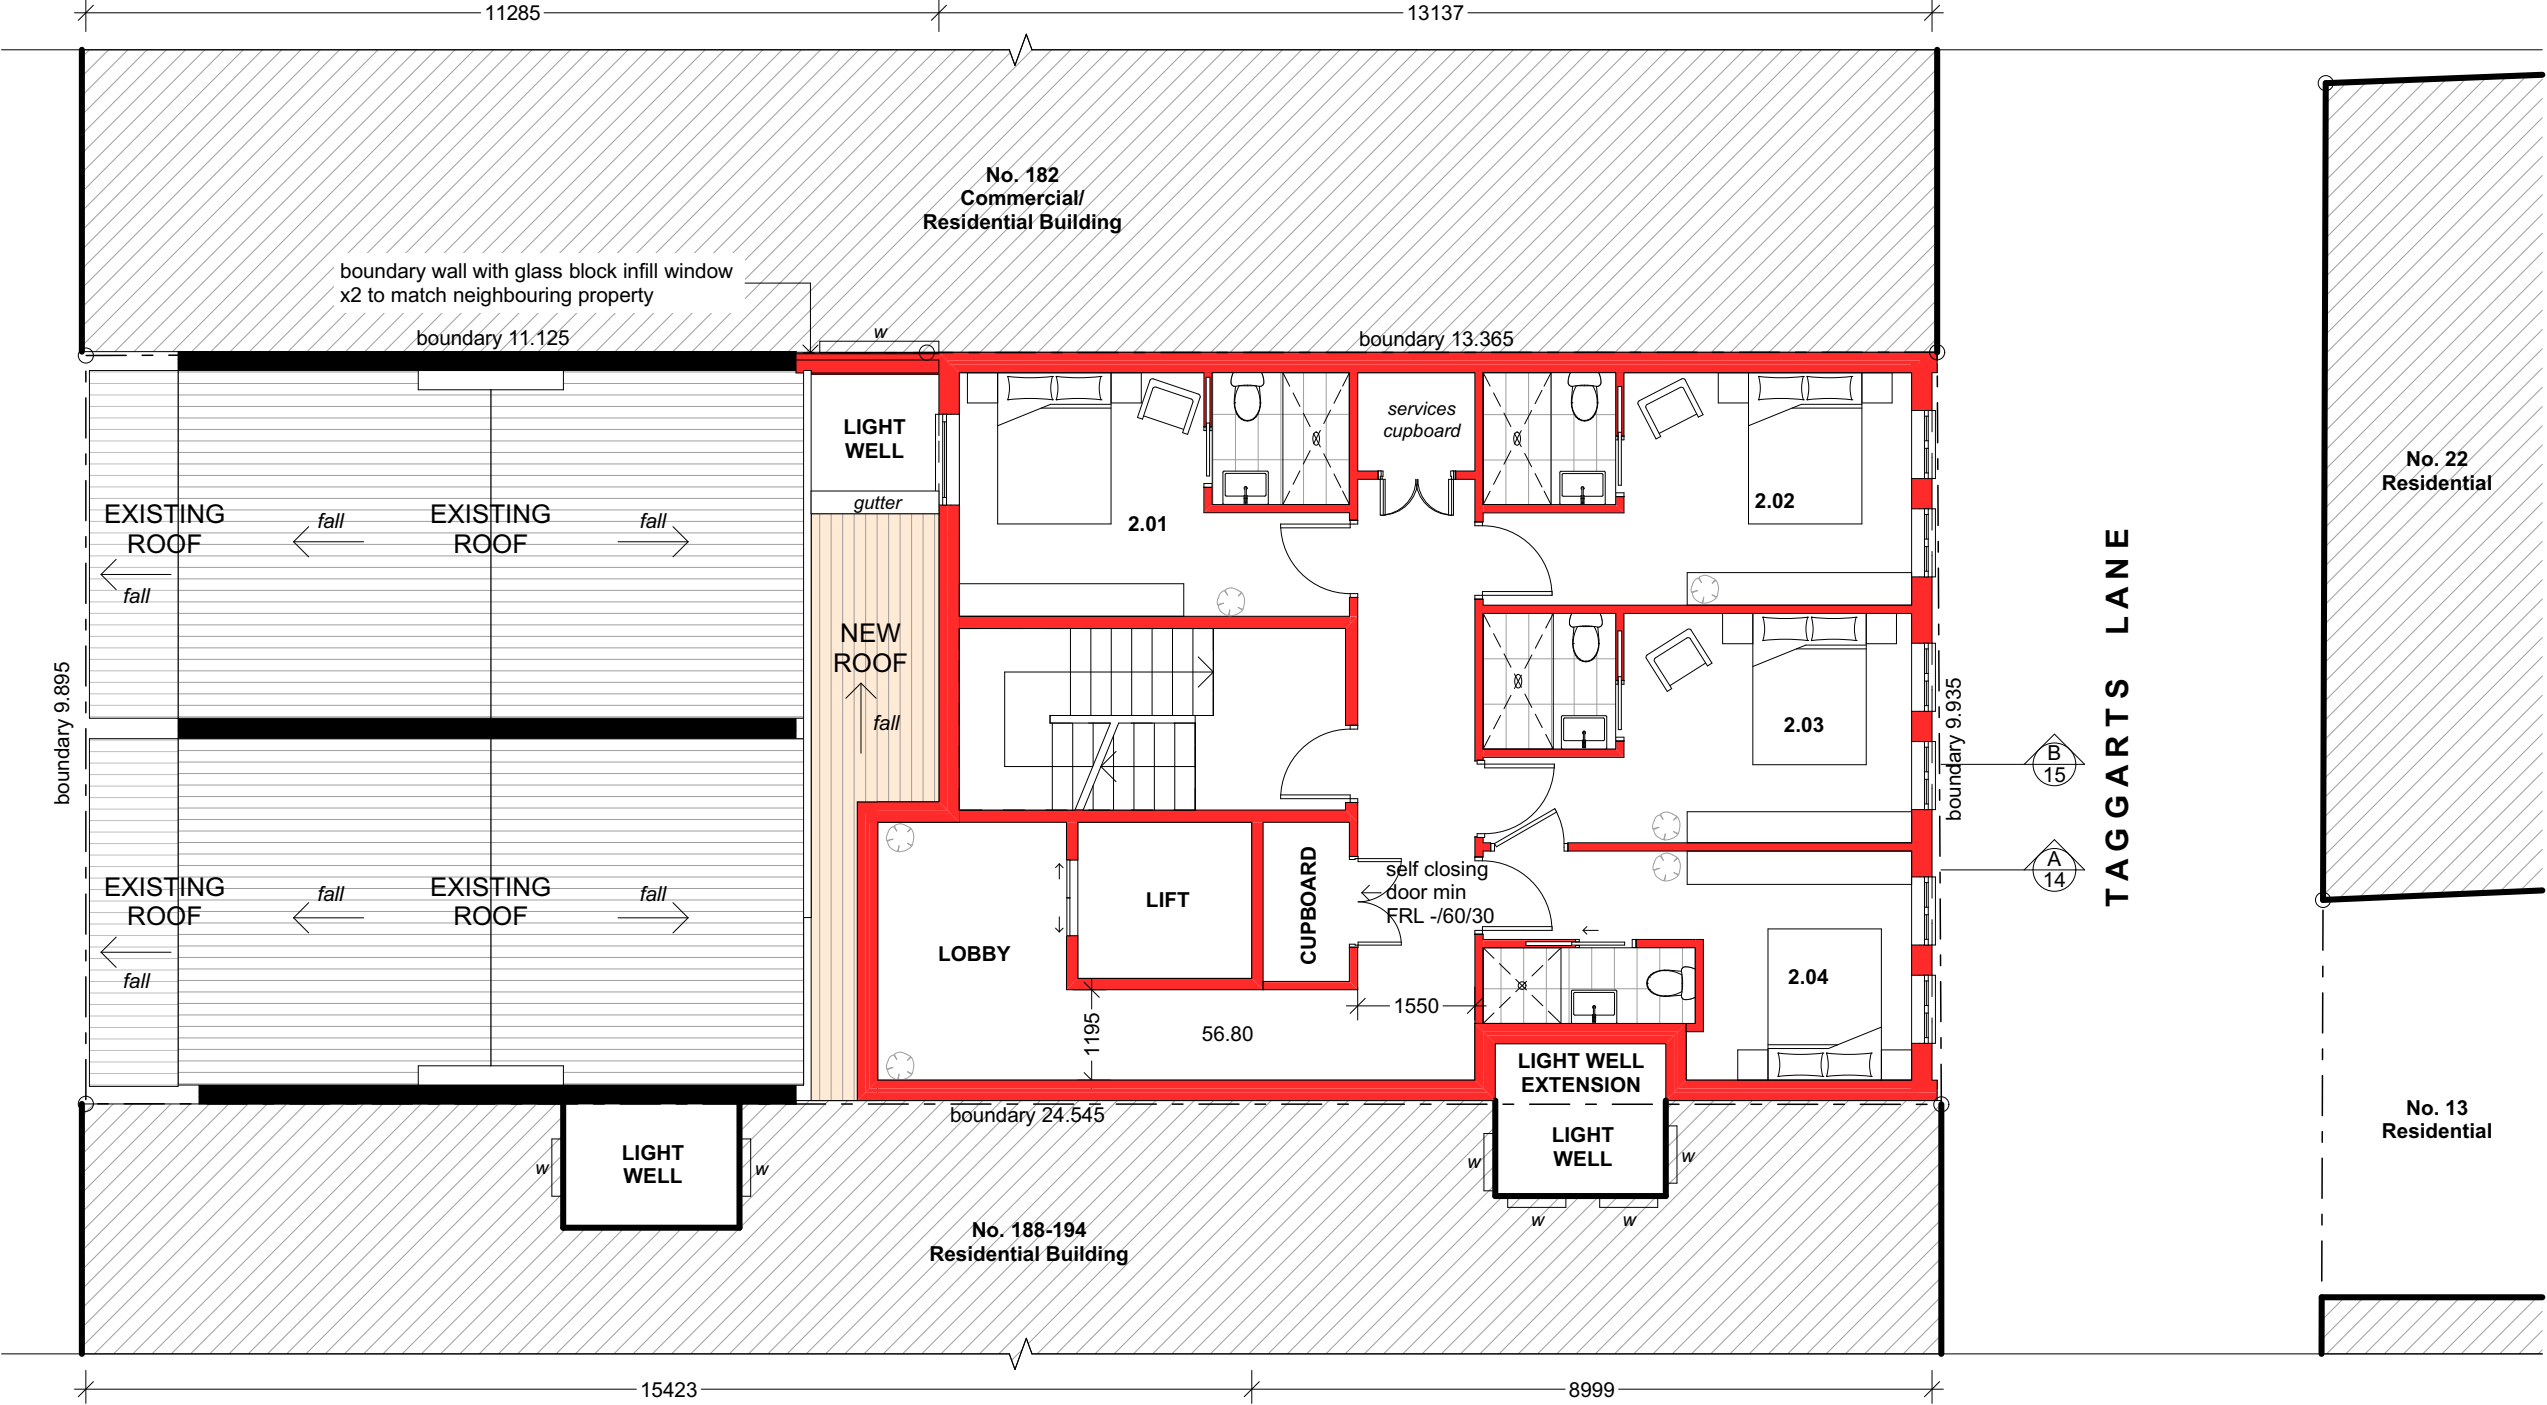 11285
13137
No. 182
Commercial/
Residential Building
boundary wall with glass block infill window
x2 to match neighbouring property
boundary 11.125
w
boundary 13.365
LIGHT
WELL
gutter
services
cupboard
2.01
2.02
No. 22
Residential
EXISTING
ROOF
fall
EXISTING
ROOF
fall
fall
NEW
ROOF
fall
boundary 9.895
2.03
boundary 9.935
B
15
A
14
TAGGARTS LANE
EXISTING
ROOF
fall
EXISTING
ROOF
fall
fall
LOBBY
LIFT
CUPBOARD
self closing
door min
FRL -/60/30
2.04
1550
1195
56.80
LIGHT WELL
EXTENSION
boundary 24.545
LIGHT
WELL
w
w
LIGHT
WELL
w
w
w
w
No. 13
Residential
No. 188-194
Residential Building
15423
8999